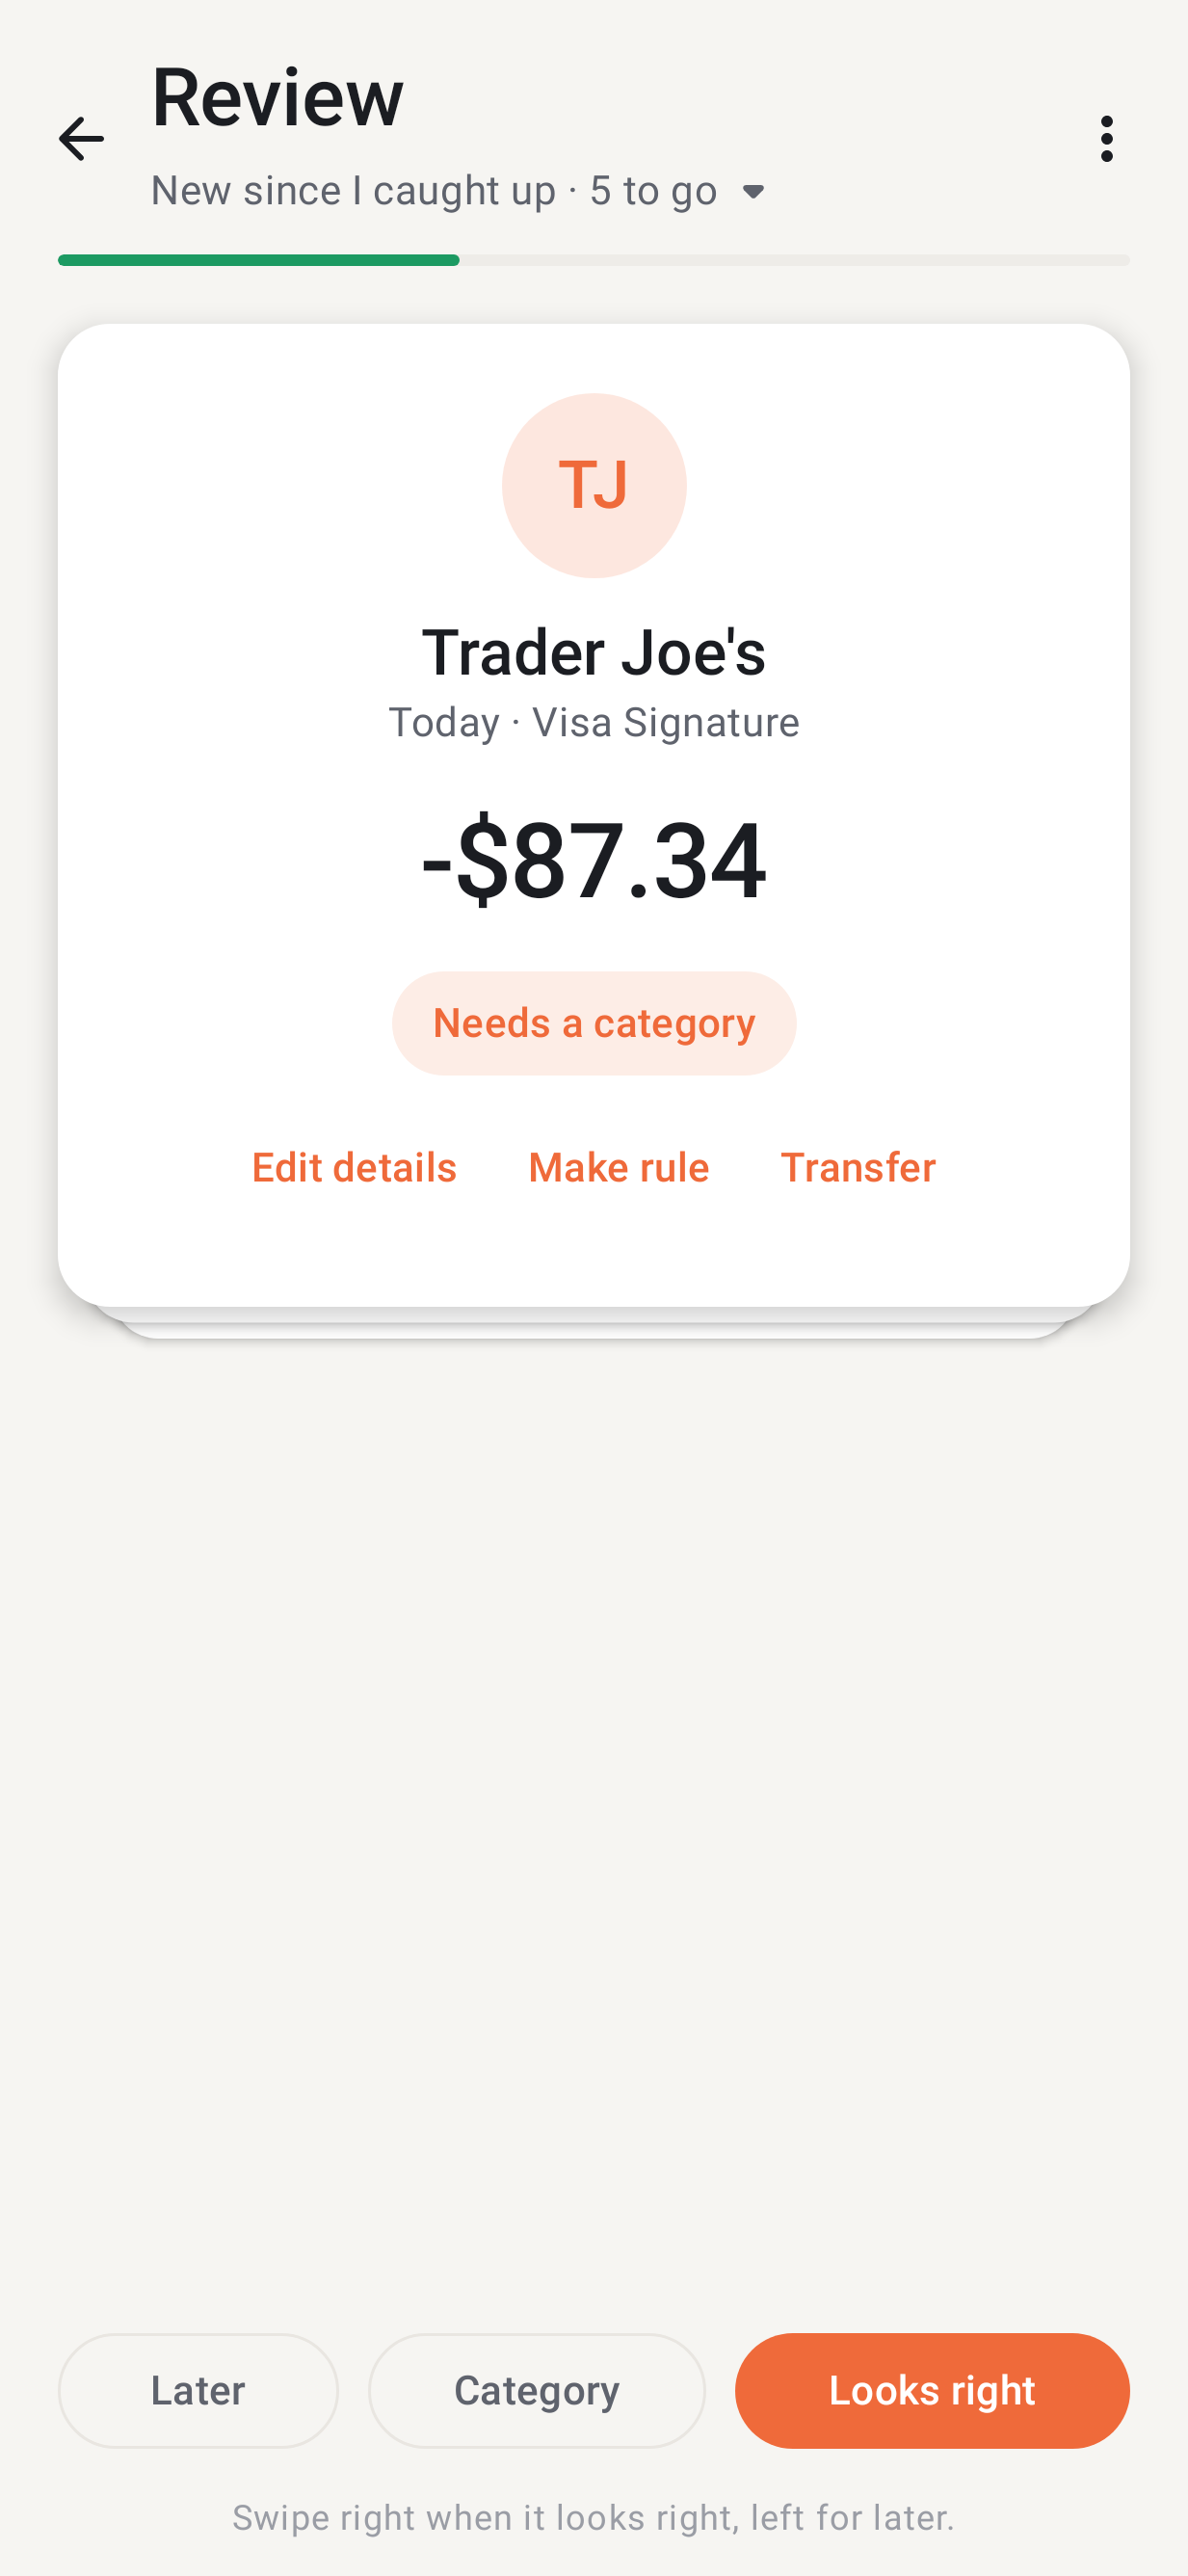 Review
New since I caught up · 5 to go
TJ
Trader Joe's
Today · Visa Signature
-$87.34
Needs a category
Edit details Make rule Transfer
Later Category Looks right
Swipe right when it looks right, left for later.